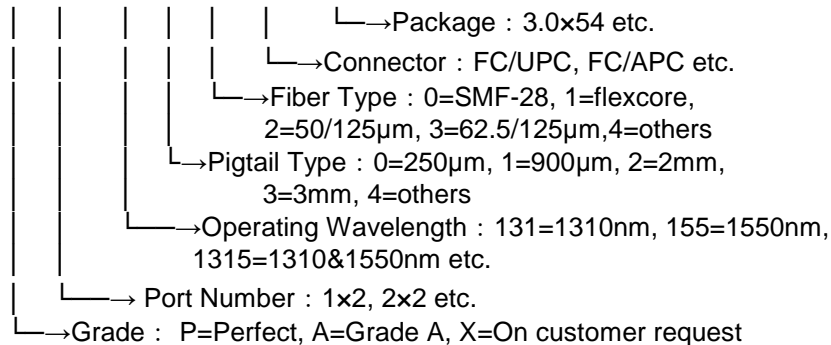 →Package：3.0×54 etc.
→Connector：FC/UPC, FC/APC etc.
→Fiber Type：0=SMF-28, 1=flexcore,
2=50/125μm, 3=62.5/125μm,4=others
→Pigtail Type：0=250μm, 1=900μm, 2=2mm,
3=3mm, 4=others
→Operating Wavelength：131=1310nm, 155=1550nm,
1315=1310&1550nm etc.
→ Port Number：1×2, 2×2 etc.
→Grade： P=Perfect, A=Grade A, X=On customer request